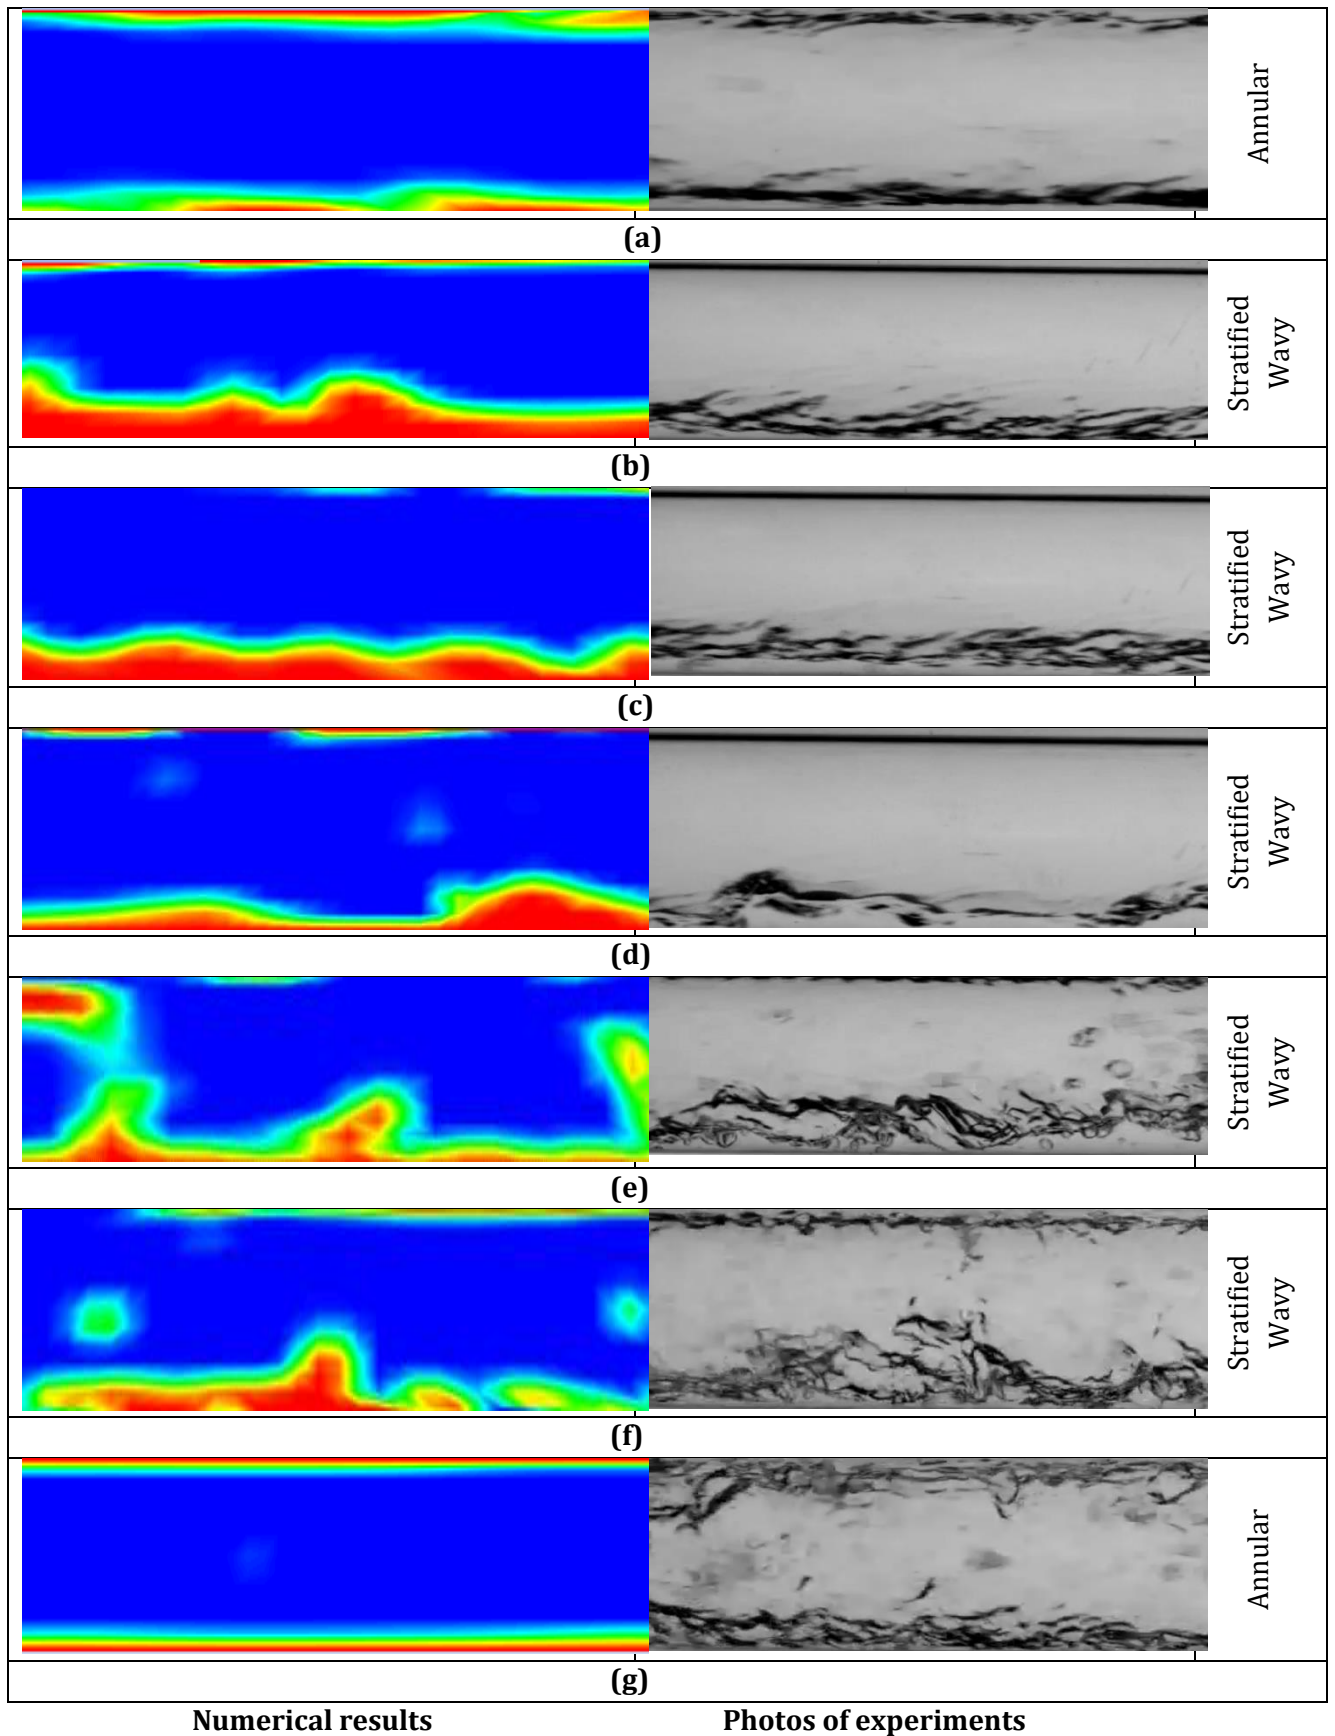 Annular
(a)
Stratified
Wavy
(b)
Stratified
Wavy
(c)
Stratified
Wavy
(d)
Stratified
Wavy
(e)
Stratified
Wavy
(f)
Annular
(g)
Numerical results Photos of experiments